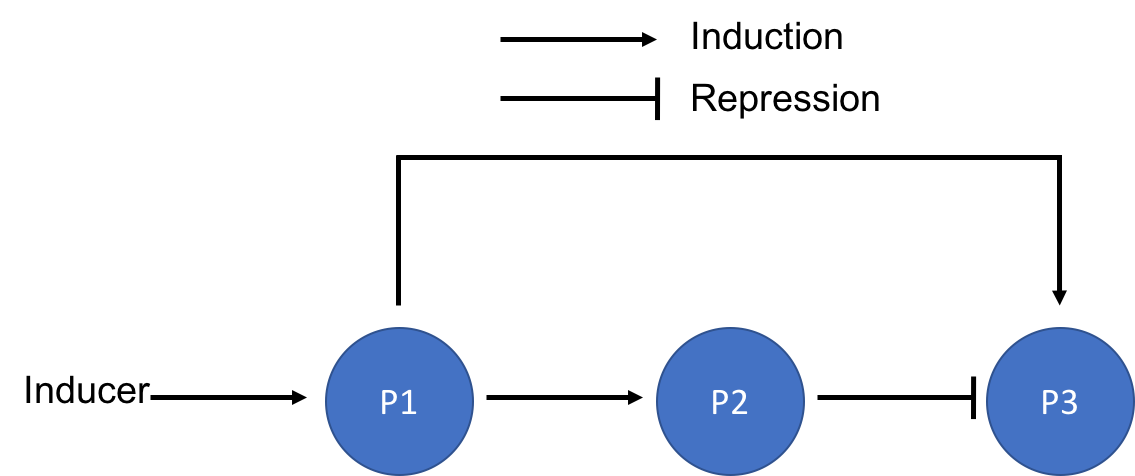 Induction
Repression
Inducer
P1
P2
P3